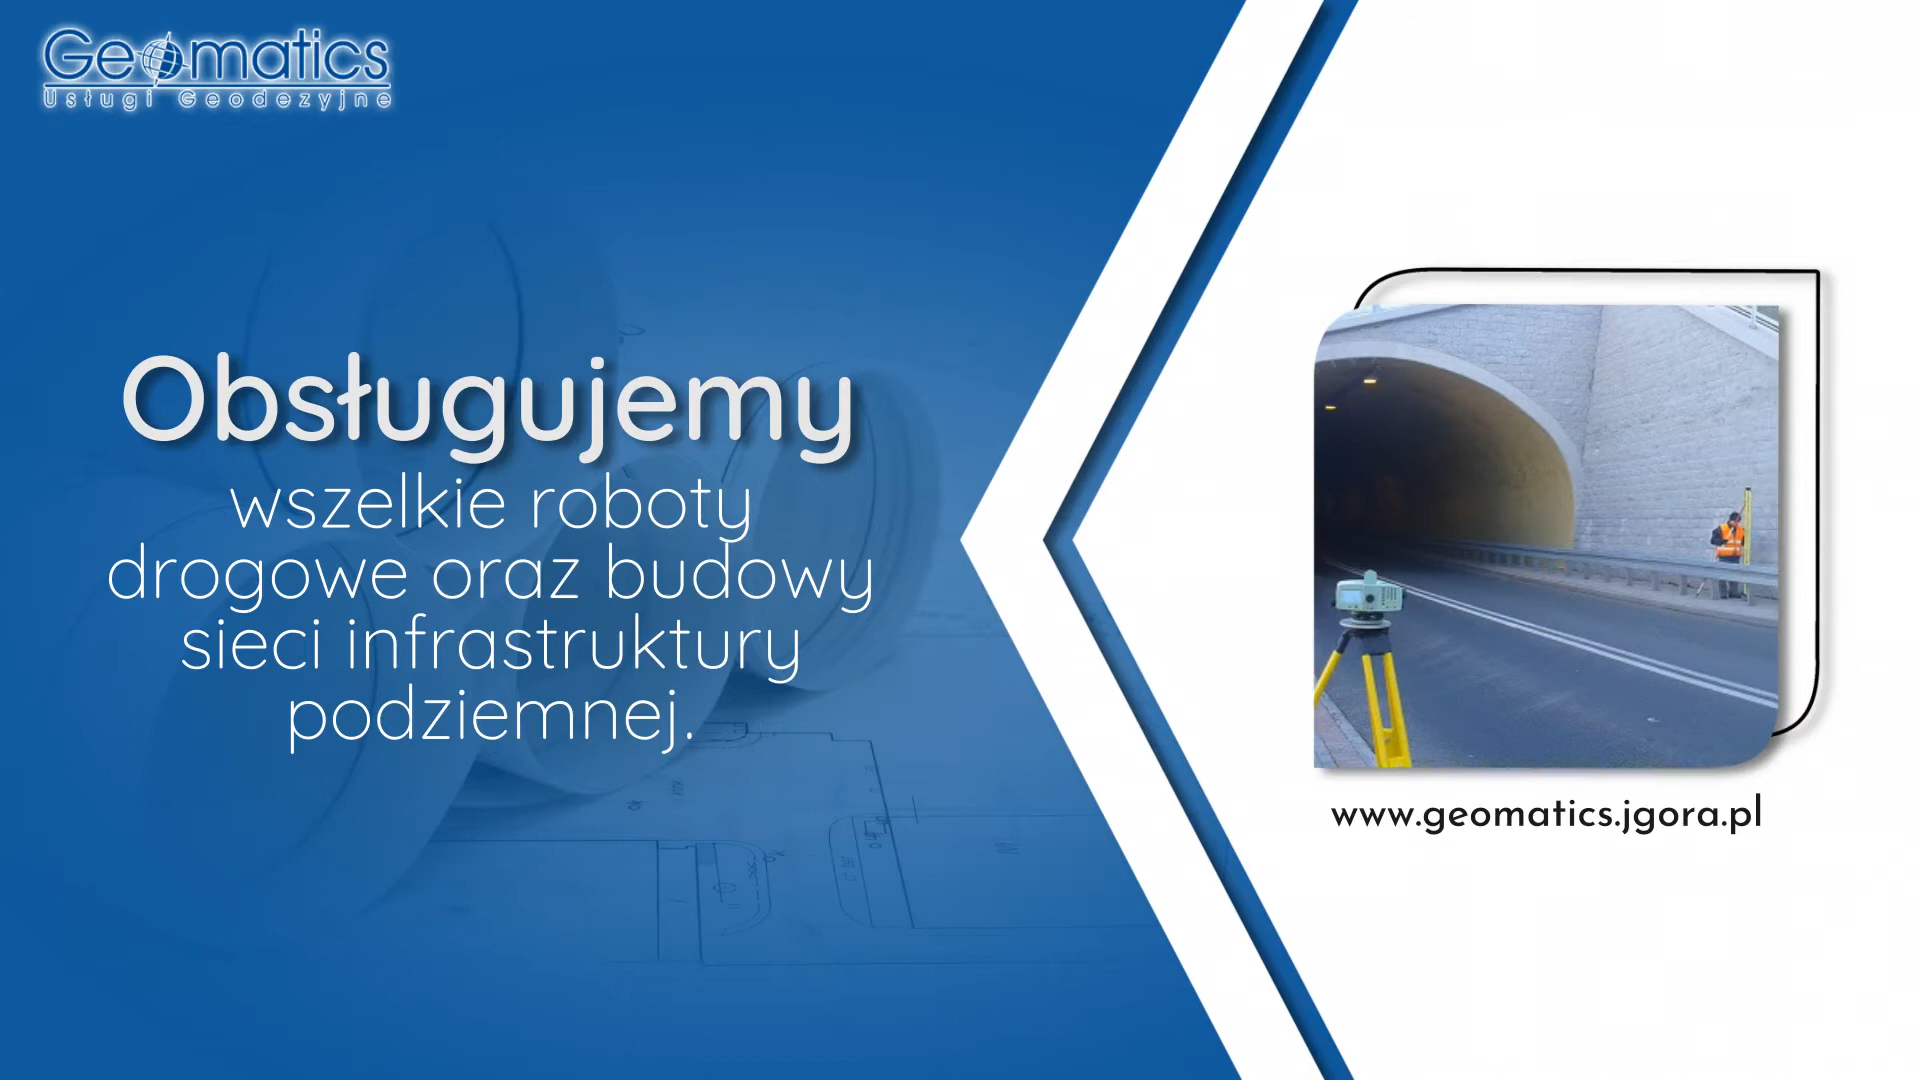 Geomatics
Usługi Geodezyjne
Obsługujemy
wszelkie roboty
drogowe oraz budowy
sieci infrastruktury
podziemnej.
www.geomatics.jgora.pl